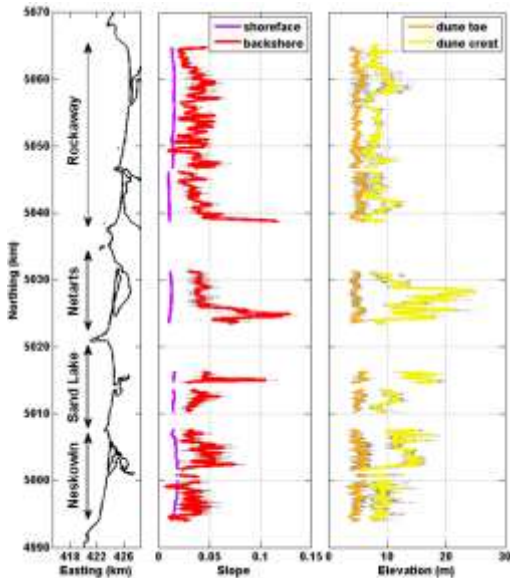 5070
5060
5050
5040
5030
5020
5010
5000
4990
Northing (km)
Rockaway
Netarts
Sand Lake
Neskowin
418 422 426
Easting (km)
shoreface
backshore
0 0.05 0.1 0.15
Slope
dune toe
dune crest
0 10 20 30
Elevation (m)